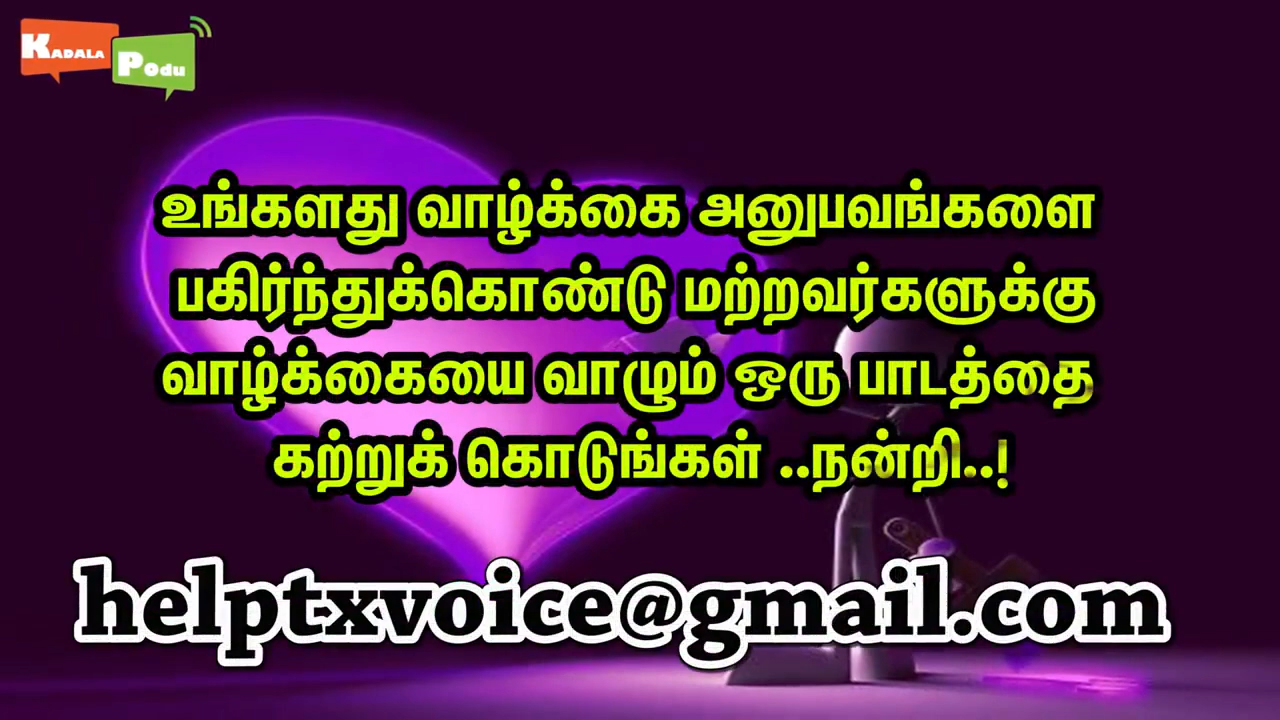 KADALA
PODU
உங்களது வாழ்க்கை அனுபவங்களை
பகிர்ந்துக்கொண்டு மற்றவர்களுக்கு
வாழ்க்கையை வாழும் ஒரு பாடத்தை
கற்றுக் கொடுங்கள் ..நன்றி..!
helptxvoice@gmail.com